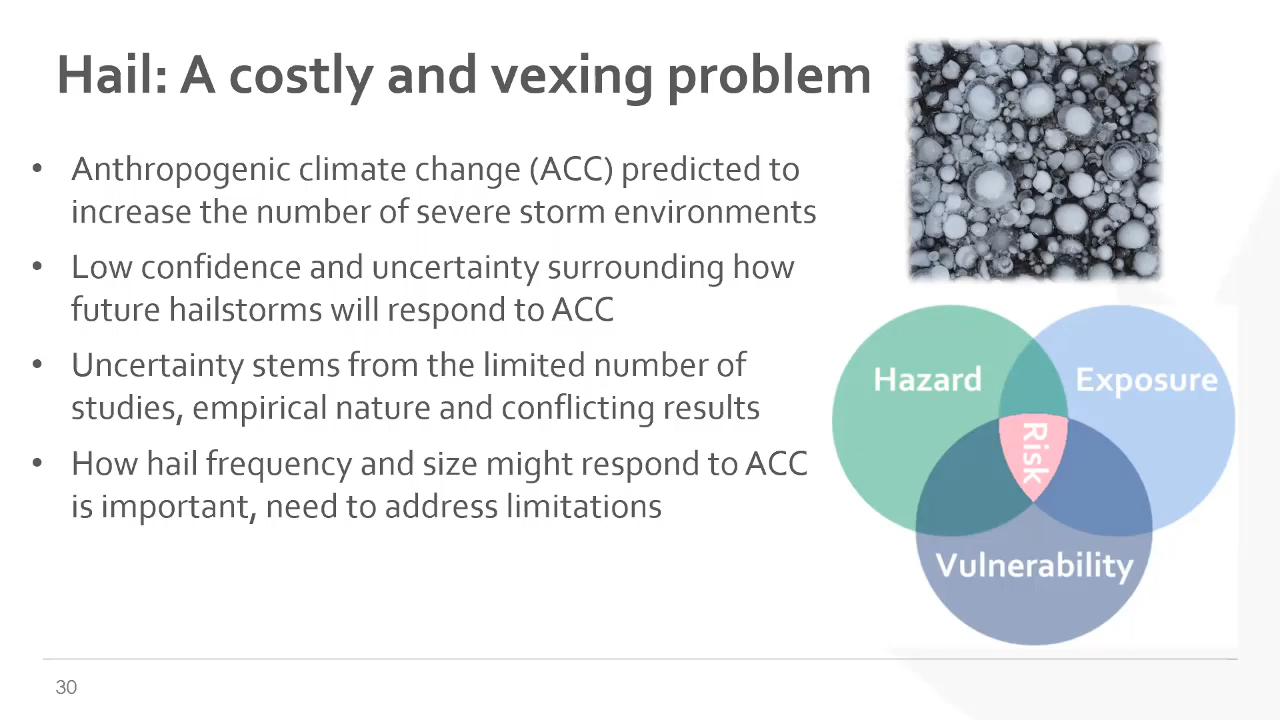 Hail: A costly and vexing problem
• Anthropogenic climate change (ACC) predicted to
increase the number of severe storm environments
• Low confidence and uncertainty surrounding how
future hailstorms will respond to ACC
• Uncertainty stems from the limited number of
studies, empirical nature and conflicting results
• How hail frequency and size might respond to ACC
is important, need to address limitations
Hazard
Exposure
Risk
Vulnerability
30